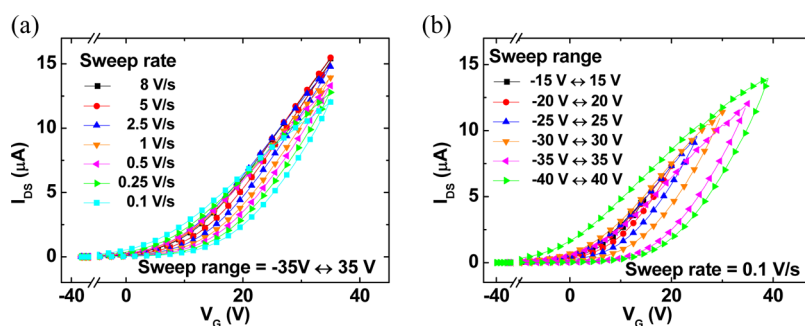 (a)
Sweep rate
8 V/s
5 V/s
2.5 V/s
1 V/s
0.5 V/s
0.25 V/s
0.1 V/s
Sweep range = -35V ↔ 35 V
15
10
5
0
I_DS (μA)
-40 0 20 40
V_G (V)
(b)
Sweep range
-15 V ↔ 15 V
-20 V ↔ 20 V
-25 V ↔ 25 V
-30 V ↔ 30 V
-35 V ↔ 35 V
-40 V ↔ 40 V
Sweep rate = 0.1 V/s
15
10
5
0
I_DS (μA)
-40 0 20 40
V_G (V)